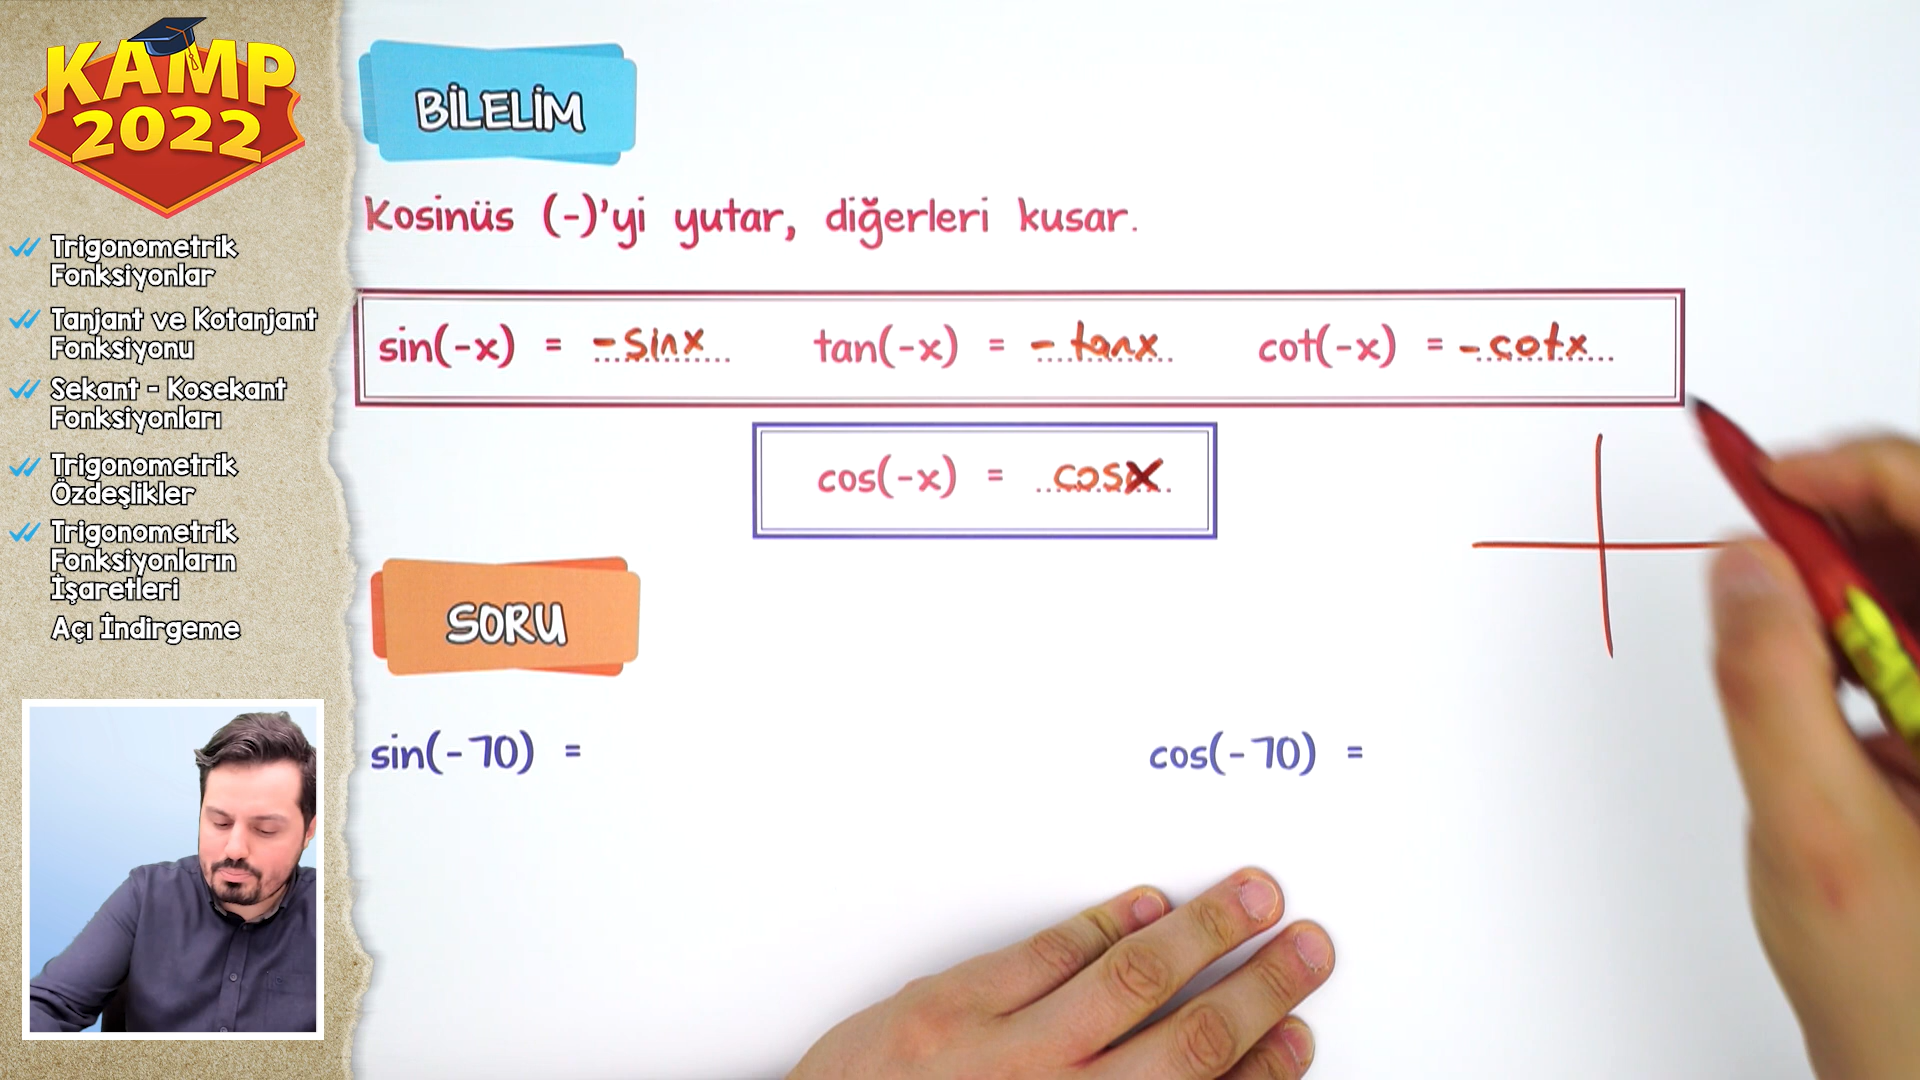 KAMP
2022
Trigonometrik
Fonksiyonlar
Tanjant ve Kotanjant
Fonksiyonu
Sekant - Kosekant
Fonksiyonları
Trigonometrik
Özdeşlikler
Trigonometrik
Fonksiyonların
İşaretleri
Açı İndirgeme
BİLELİM
Kosinüs (-)'yi yutar, diğerleri kusar.
sin(-x) = -sinx tan(-x) = -tanx cot(-x) = -cotx
cos(-x) = cosx
SORU
sin(-70) = cos(-70) =